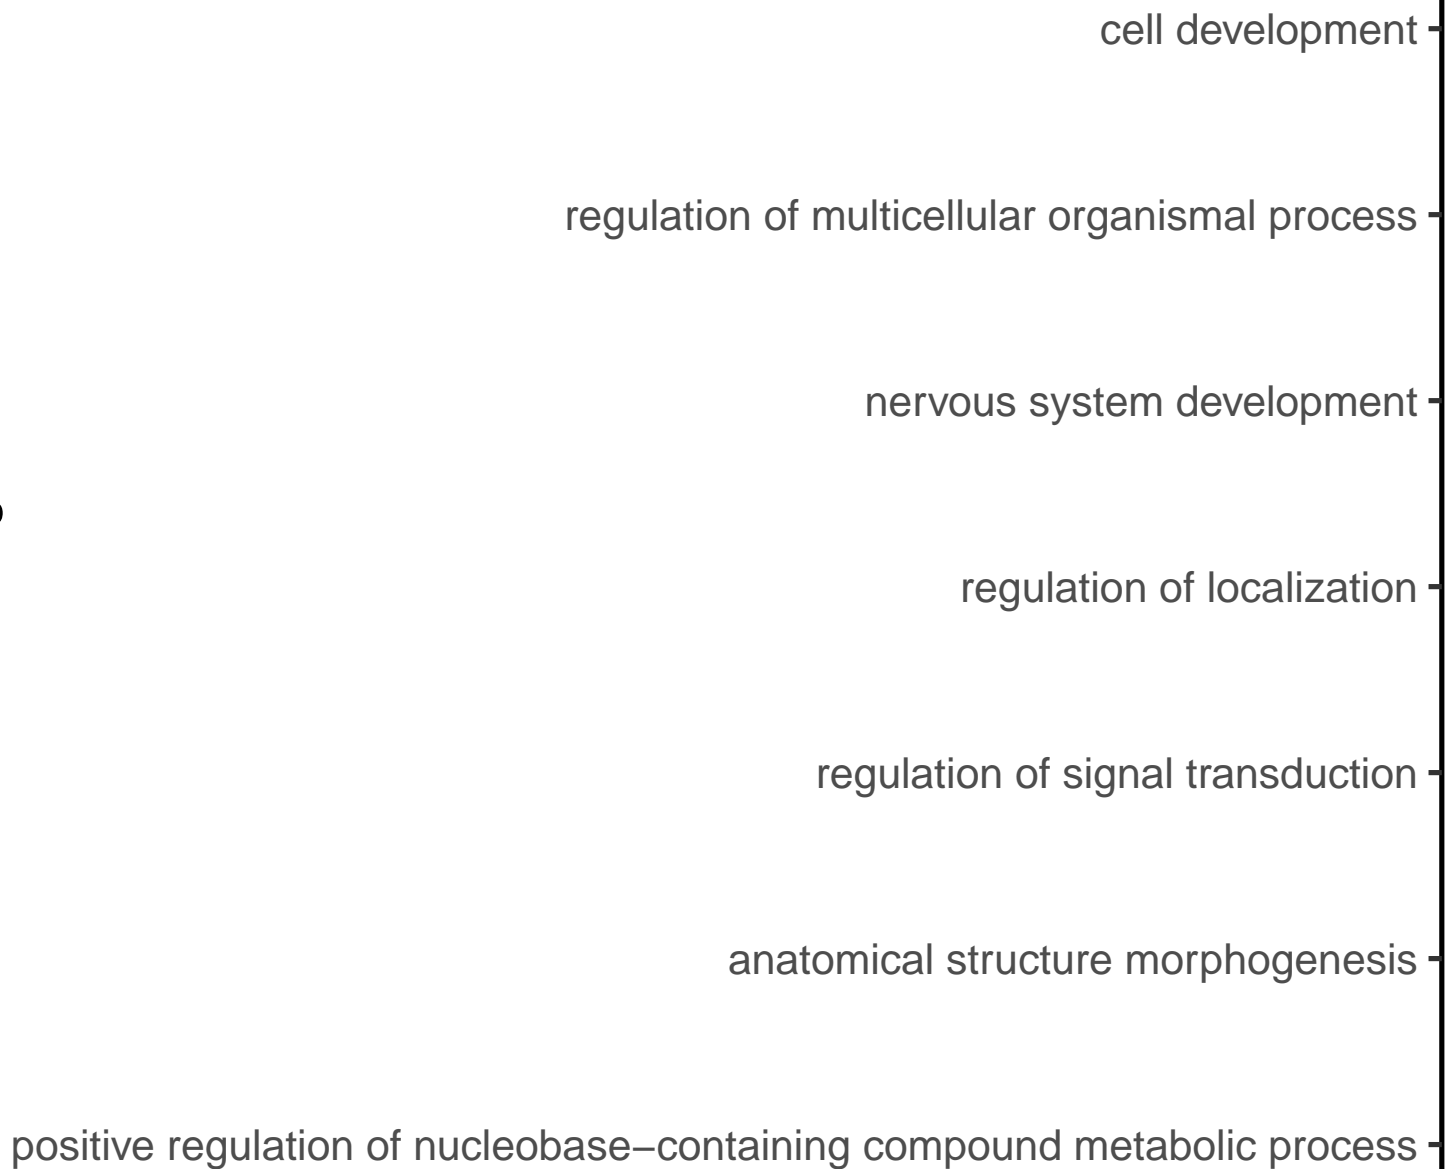 cell development
regulation of multicellular organismal process
nervous system development
regulation of localization
regulation of signal transduction
anatomical structure morphogenesis
positive regulation of nucleobase−containing compound metabolic process